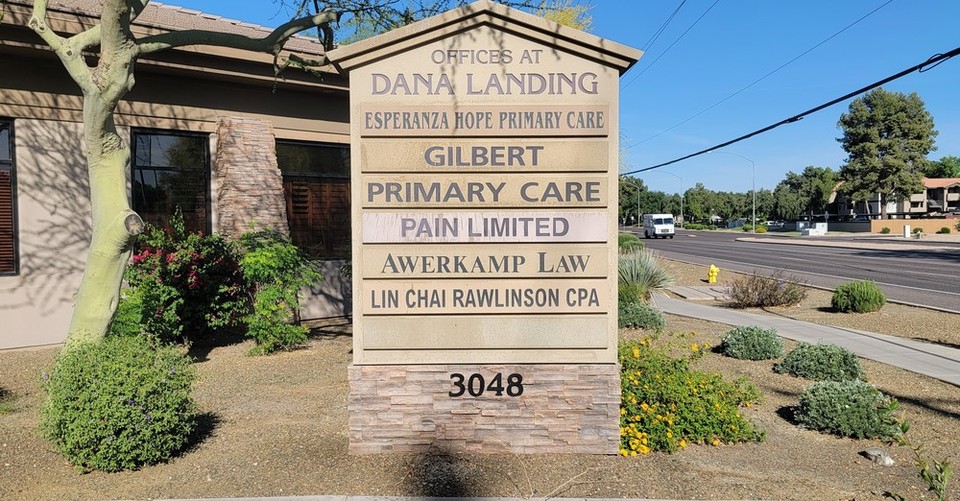 OFFICES AT
DANA LANDING
ESPERANZA HOPE PRIMARY CARE
GILBERT
PRIMARY CARE
PAIN LIMITED
AWERKAMP LAW
LIN CHAI RAWLINSON CPA
3048